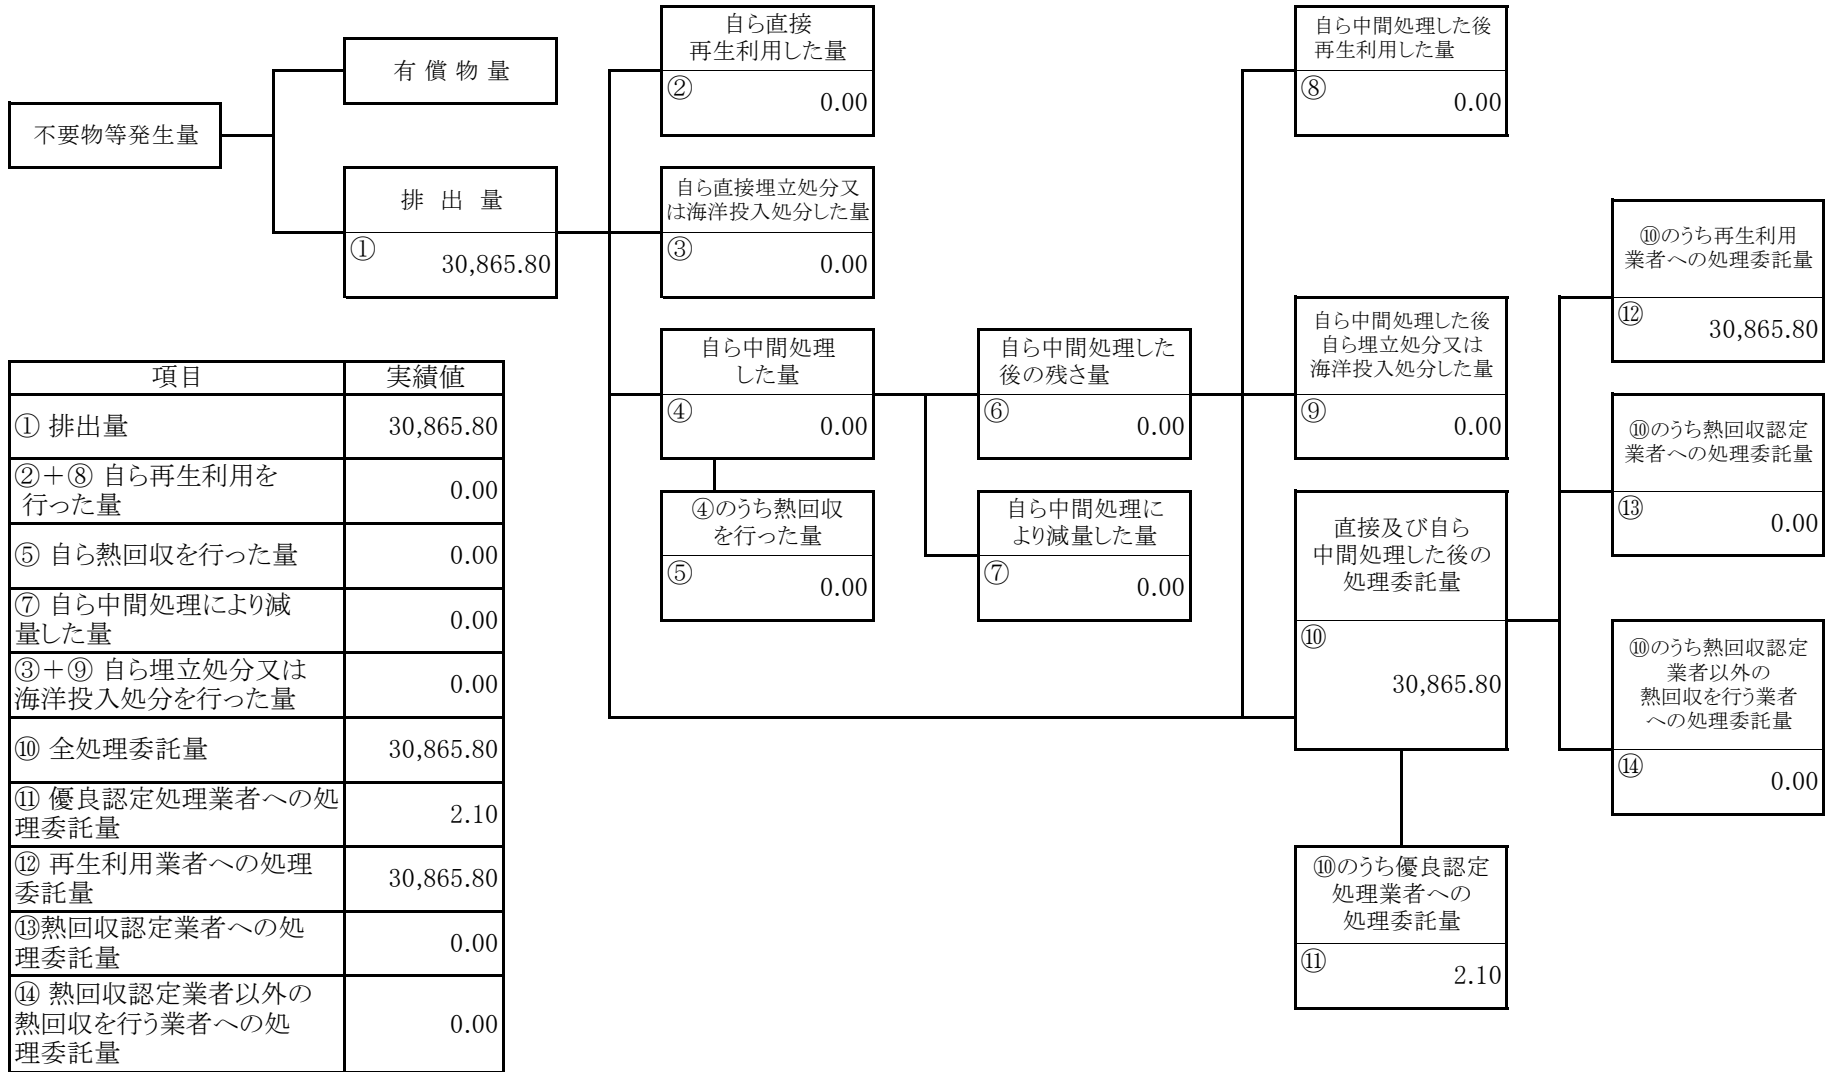 不要物等発生量
有 償 物 量
排 出 量
①
30,865.80
自ら直接
再生利用した量
②
0.00
自ら直接埋立処分又
は海洋投入処分した量
③
0.00
自ら中間処理
した量
④
0.00
④のうち熱回収
を行った量
⑤
0.00
自ら中間処理した
後の残さ量
⑥
0.00
自ら中間処理に
より減量した量
⑦
0.00
自ら中間処理した後
再生利用した量
⑧
0.00
自ら中間処理した後
自ら埋立処分又は
海洋投入処分した量
⑨
0.00
直接及び自ら
中間処理した後の
処理委託量
⑩
30,865.80
⑩のうち優良認定
処理業者への
処理委託量
⑪
2.10
⑩のうち再生利用
業者への処理委託量
⑫
30,865.80
⑩のうち熱回収認定
業者への処理委託量
⑬
0.00
⑩のうち熱回収認定
業者以外の
熱回収を行う業者
への処理委託量
⑭
0.00
項目 実績値
① 排出量 30,865.80
②＋⑧ 自ら再生利用を
行った量 0.00
⑤ 自ら熱回収を行った量 0.00
⑦ 自ら中間処理により減
量した量 0.00
③＋⑨ 自ら埋立処分又は
海洋投入処分を行った量 0.00
⑩ 全処理委託量 30,865.80
⑪ 優良認定処理業者への処
理委託量 2.10
⑫ 再生利用業者への処理
委託量 30,865.80
⑬熱回収認定業者への処
理委託量 0.00
⑭ 熱回収認定業者以外の
熱回収を行う業者への処
理委託量 0.00